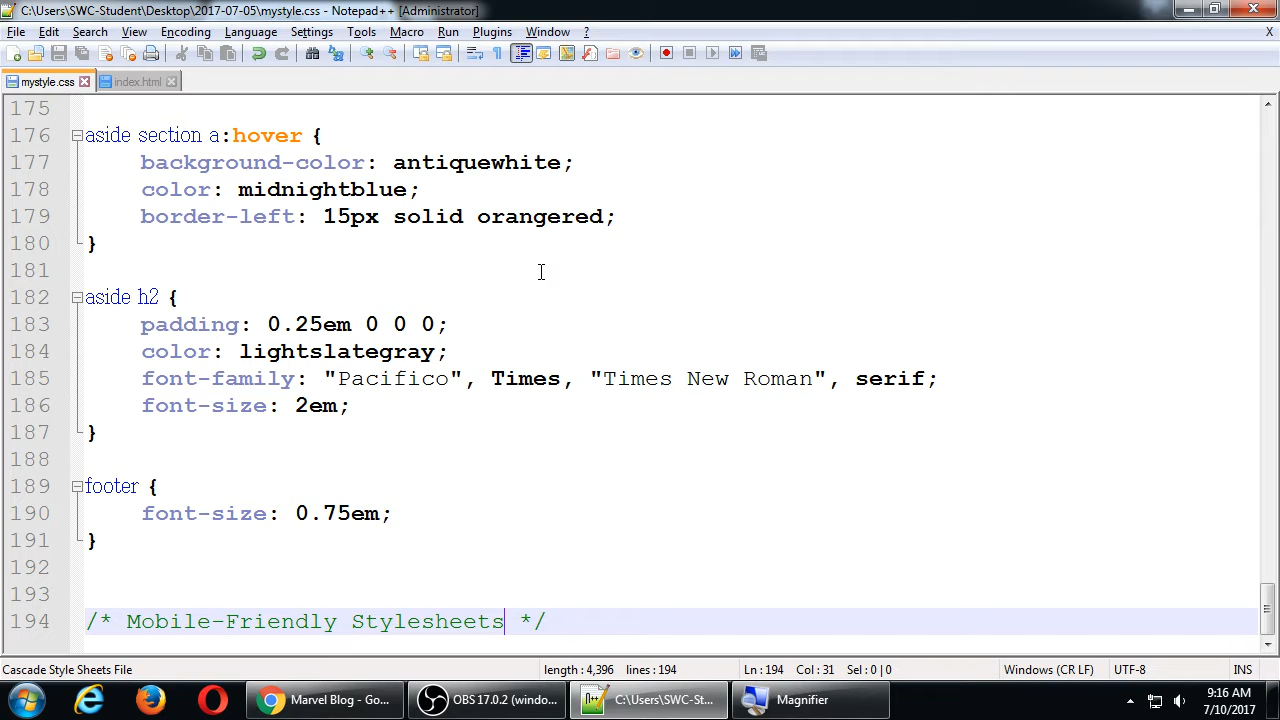 C:\Users\SWC-Student\Desktop\2017-07-05\mystyle.css - Notepad++ [Administrator]
File Edit Search View Encoding Language Settings Tools Macro Run Plugins Window ? X
mystyle.css index.html
175
176 aside section a:hover {
177 background-color: antiquewhite;
178 color: midnightblue;
179 border-left: 15px solid orangered;
180 }
181
182 aside h2 {
183 padding: 0.25em 0 0 0;
184 color: lightslategray;
185 font-family: "Pacifico", Times, "Times New Roman", serif;
186 font-size: 2em;
187 }
188
189 footer {
190 font-size: 0.75em;
191 }
192
193
194 /* Mobile-Friendly Stylesheets */
Cascade Style Sheets File length : 4,396 lines : 194 Ln : 194 Col : 31 Sel : 0 | 0 Windows (CR LF) UTF-8 INS
Marvel Blog - Go... OBS 17.0.2 (windo... C:\Users\SWC-St... Magnifier 9:16 AM
7/10/2017